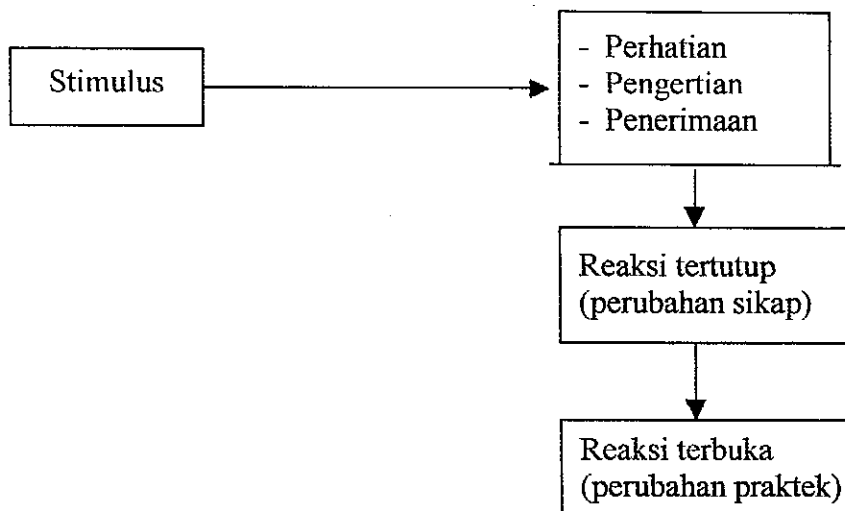 Stimulus
- Perhatian
- Pengertian
- Penerimaan
Reaksi tertutup
(perubahan sikap)
Reaksi terbuka
(perubahan praktek)